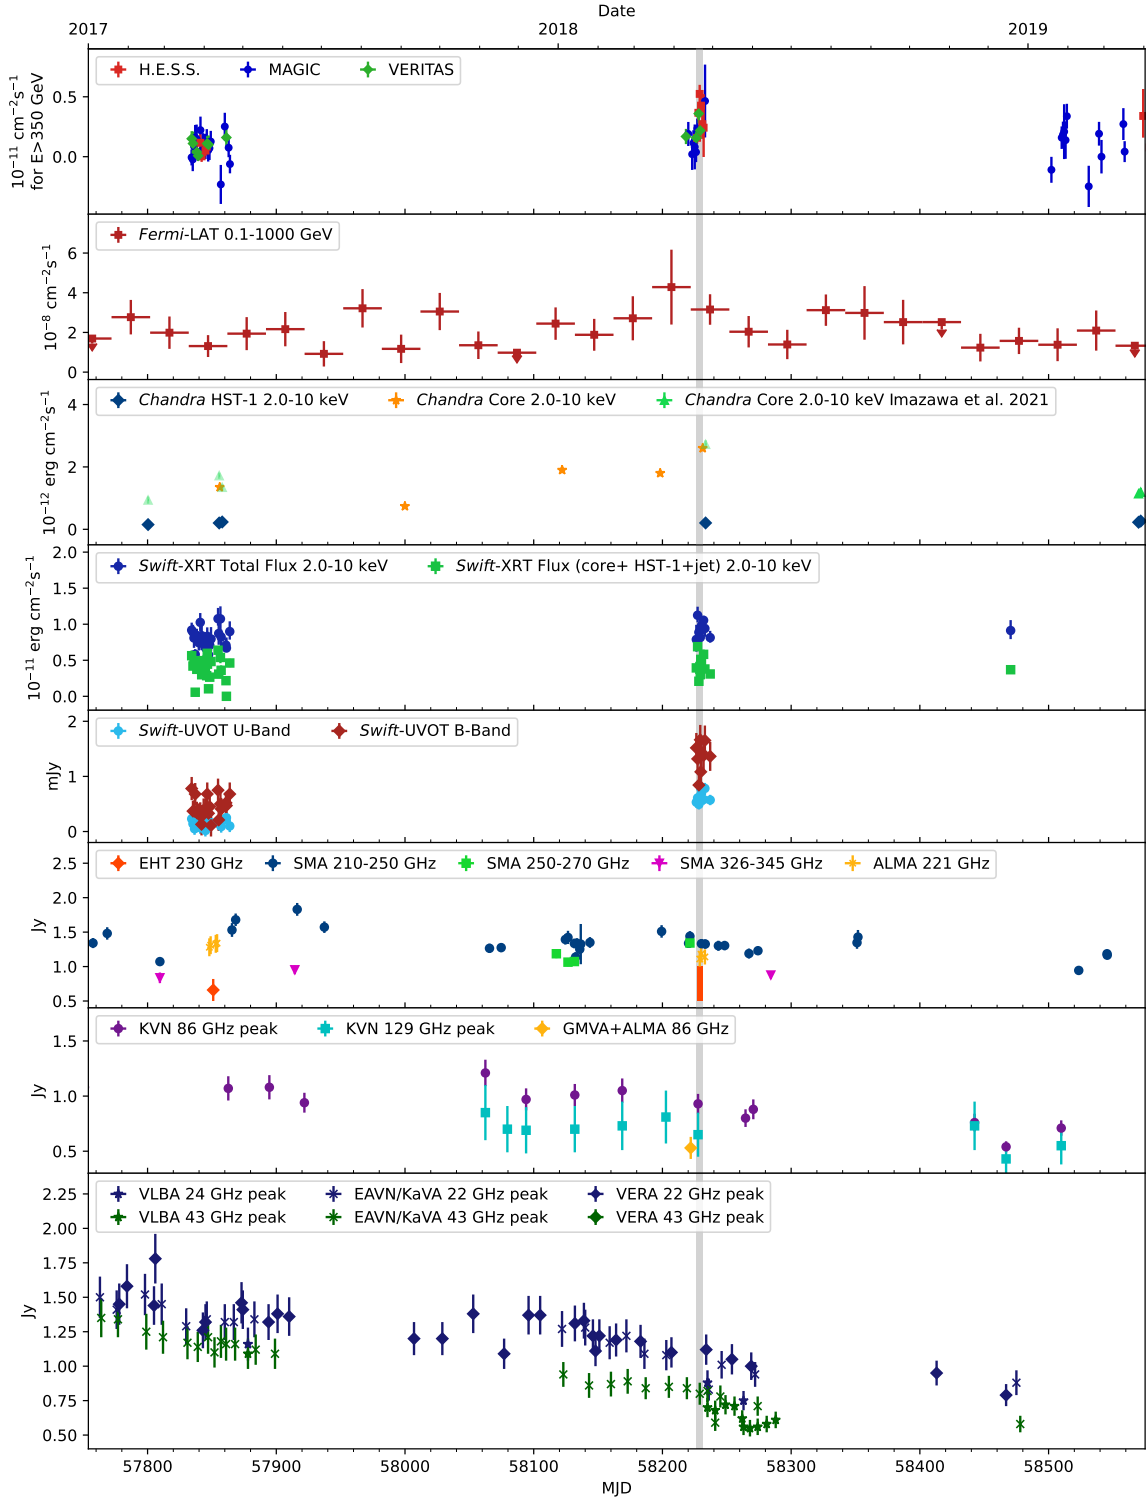 Date
2017 2018 2019
H.E.S.S. MAGIC VERITAS
10⁻¹¹ cm⁻²s⁻¹
for E>350 GeV
0.5
0.0
Fermi-LAT 0.1-1000 GeV
10⁻⁸ cm⁻²s⁻¹
6
4
2
0
Chandra HST-1 2.0-10 keV Chandra Core 2.0-10 keV Chandra Core 2.0-10 keV Imazawa et al. 2021
10⁻¹² erg cm⁻²s⁻¹
4
2
0
Swift-XRT Total Flux 2.0-10 keV Swift-XRT Flux (core+ HST-1+jet) 2.0-10 keV
10⁻¹¹ erg cm⁻²s⁻¹
2.0
1.5
1.0
0.5
0.0
Swift-UVOT U-Band Swift-UVOT B-Band
mJy
2
1
0
EHT 230 GHz SMA 210-250 GHz SMA 250-270 GHz SMA 326-345 GHz ALMA 221 GHz
Jy
2.5
2.0
1.5
1.0
0.5
KVN 86 GHz peak KVN 129 GHz peak GMVA+ALMA 86 GHz
Jy
1.5
1.0
0.5
VLBA 24 GHz peak EAVN/KaVA 22 GHz peak VERA 22 GHz peak
VLBA 43 GHz peak EAVN/KaVA 43 GHz peak VERA 43 GHz peak
Jy
2.25
2.00
1.75
1.50
1.25
1.00
0.75
0.50
57800 57900 58000 58100 58200 58300 58400 58500
MJD